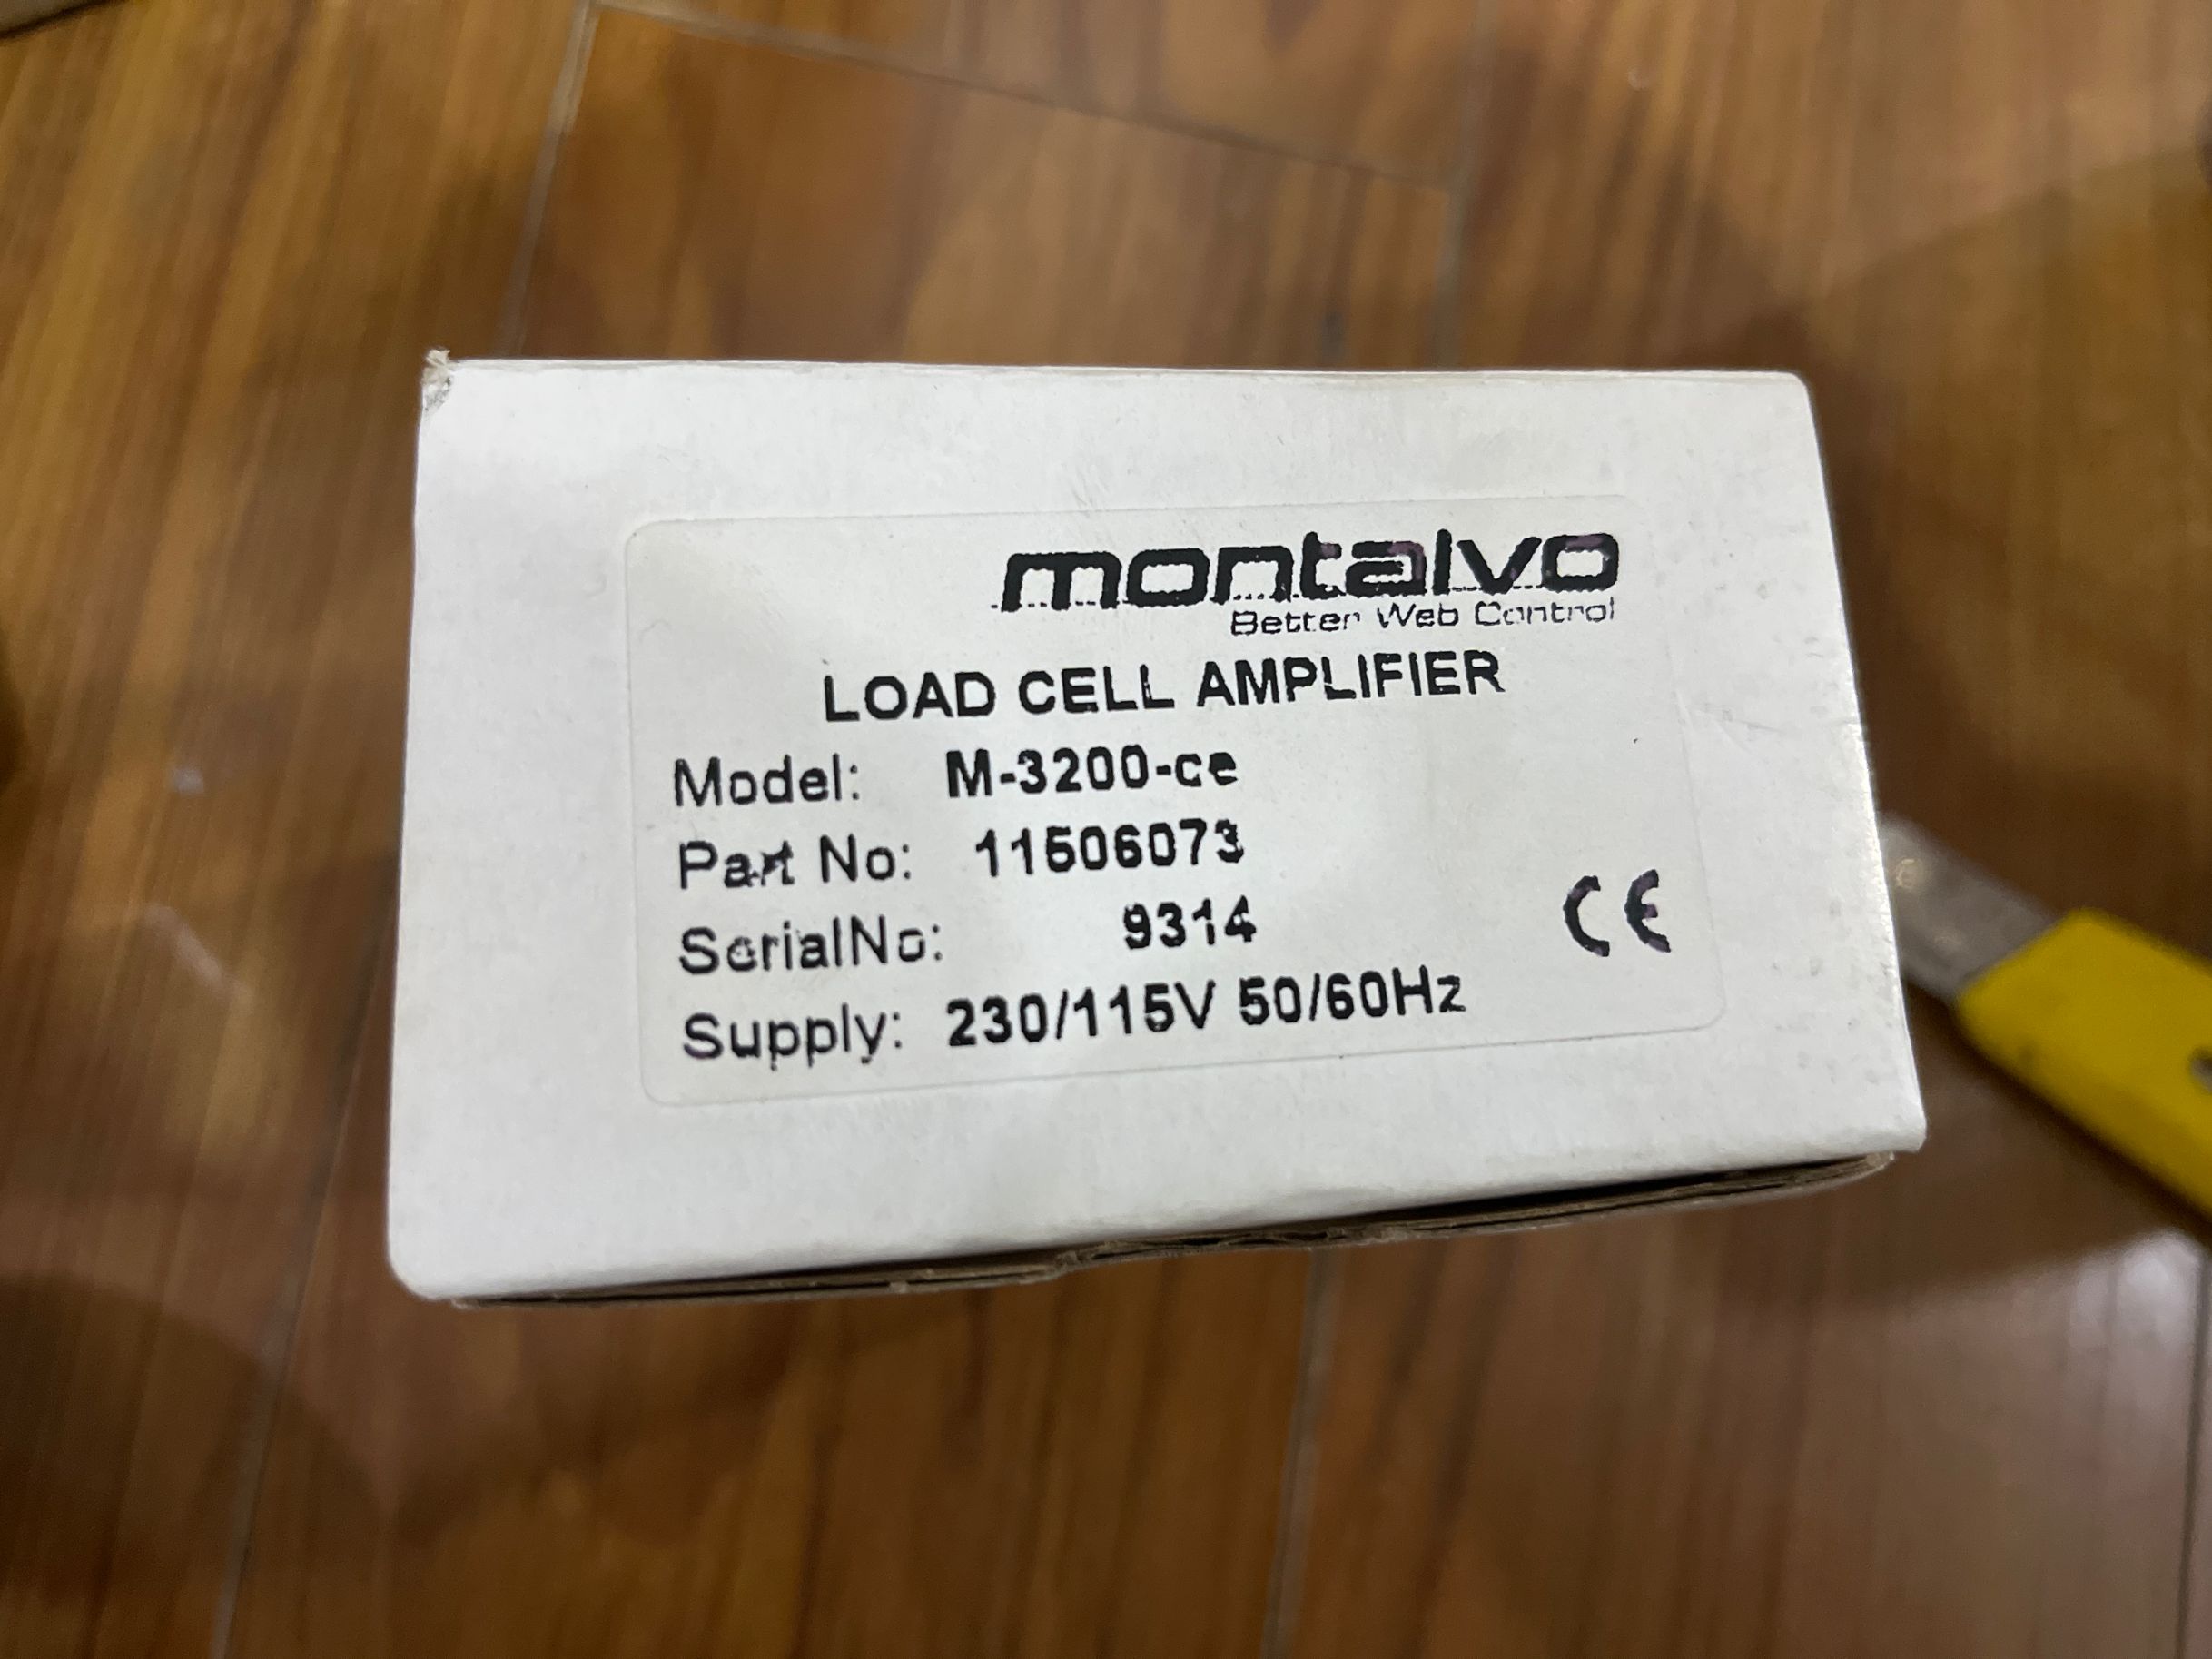 montalvo
Better Web Control
LOAD CELL AMPLIFIER
Model: M-3200-ce
Part No: 11506073
SerialNo: 9314
CE
Supply: 230/115V 50/60Hz